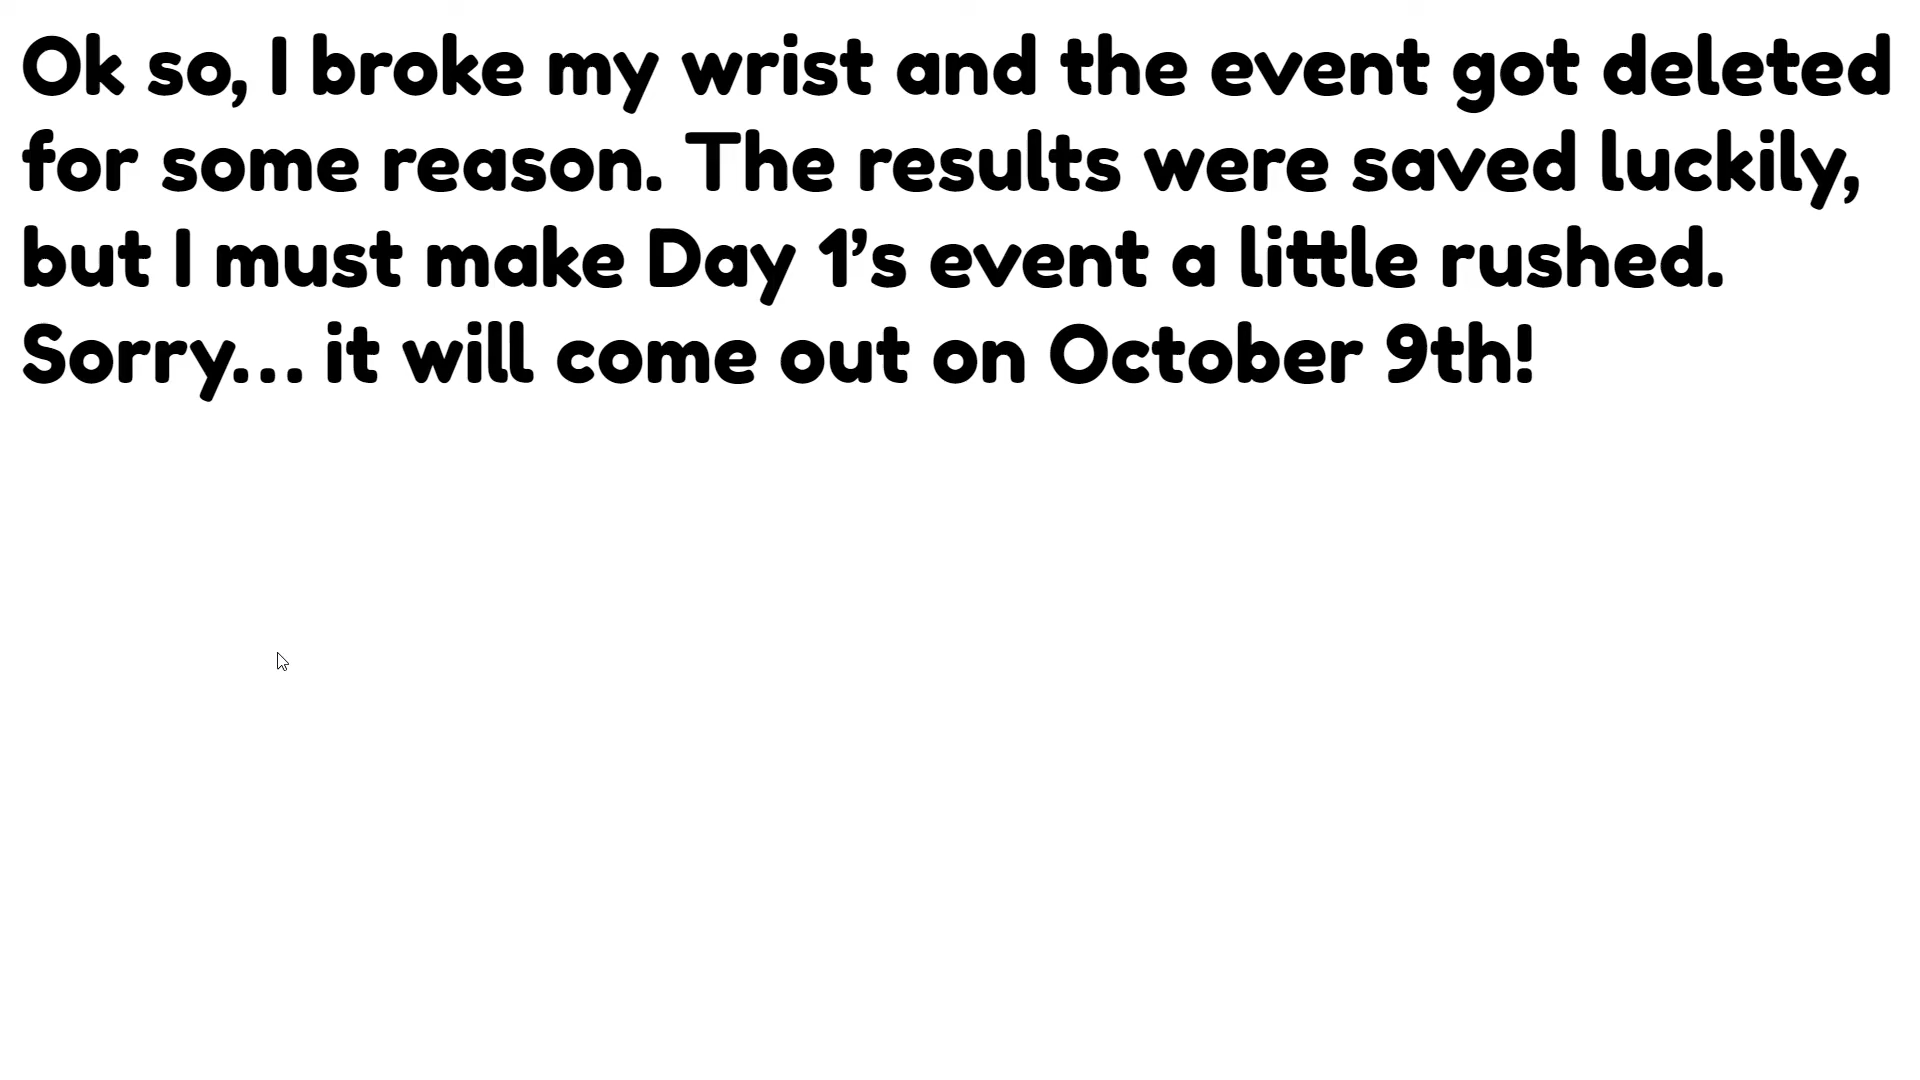 Ok so, I broke my wrist and the event got deleted
for some reason. The results were saved luckily,
but I must make Day 1’s event a little rushed.
Sorry... it will come out on October 9th!